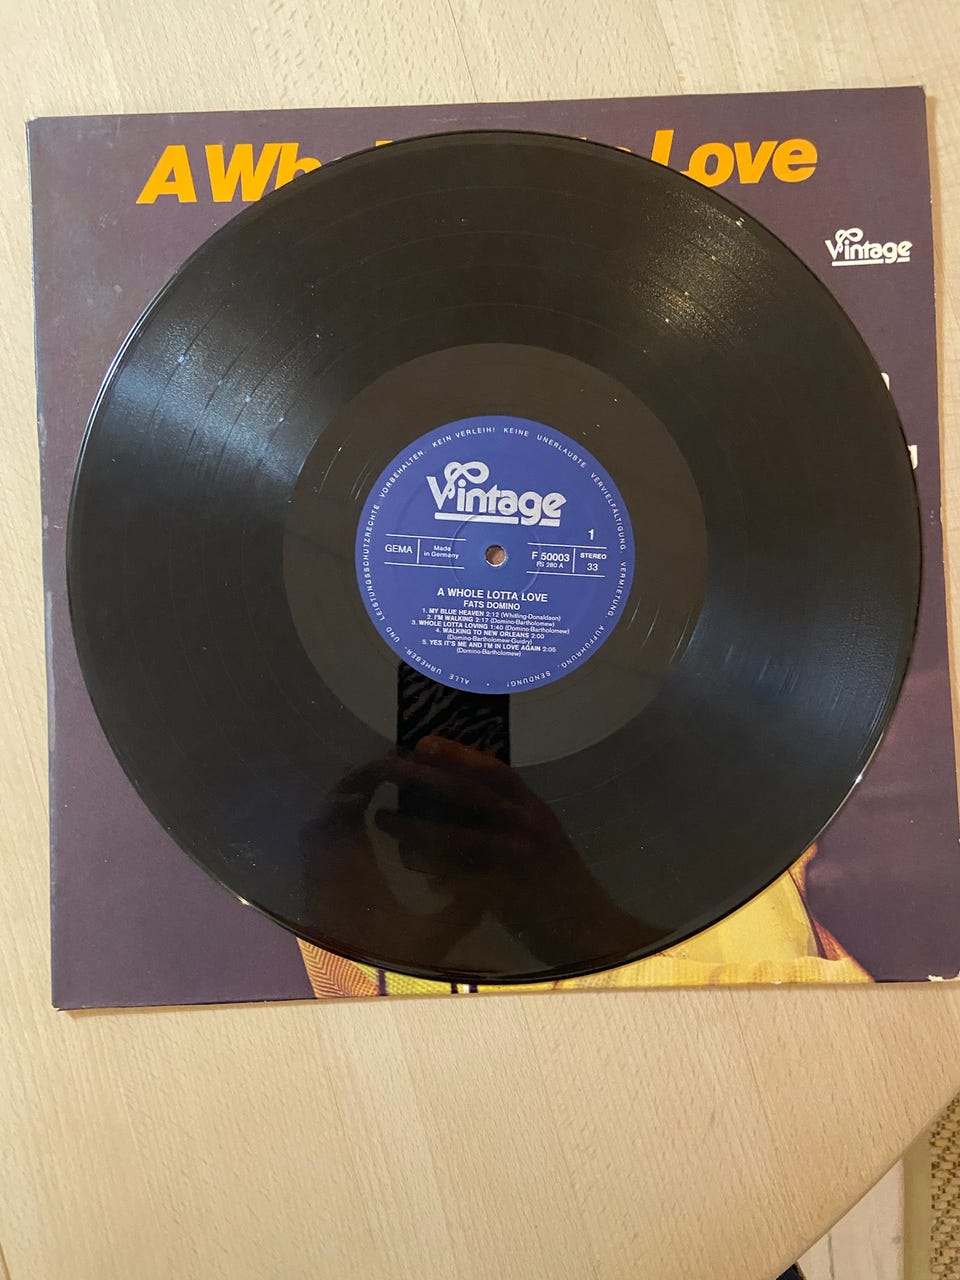 A Wh Love
Vintage
ALLE URHEBER- UND LEISTUNGSSCHUTZRECHTE VORBEHALTEN. KEIN VERLEIH! KEINE UNERLAUBTE VERVIELFÄLTIGUNG, VERMIETUNG, AUFFÜHRUNG, SENDUNG!
Vintage
1
GEMA Made in Germany
F 50003 STEREO
FS 280 A 33
A WHOLE LOTTA LOVE
FATS DOMINO
1. MY BLUE HEAVEN 2:12 (Whitling-Donaldson)
2. I'M WALKING 2:17 (Domino-Bartholomew)
3. WHOLE LOTTA LOVING 1:40 (Domino-Bartholomew)
4. WALKING TO NEW ORLEANS 2:00
(Domino-Bartholomew-Guidry)
5. YES IT'S ME AND I'M IN LOVE AGAIN 2:05
(Domino-Bartholomew)